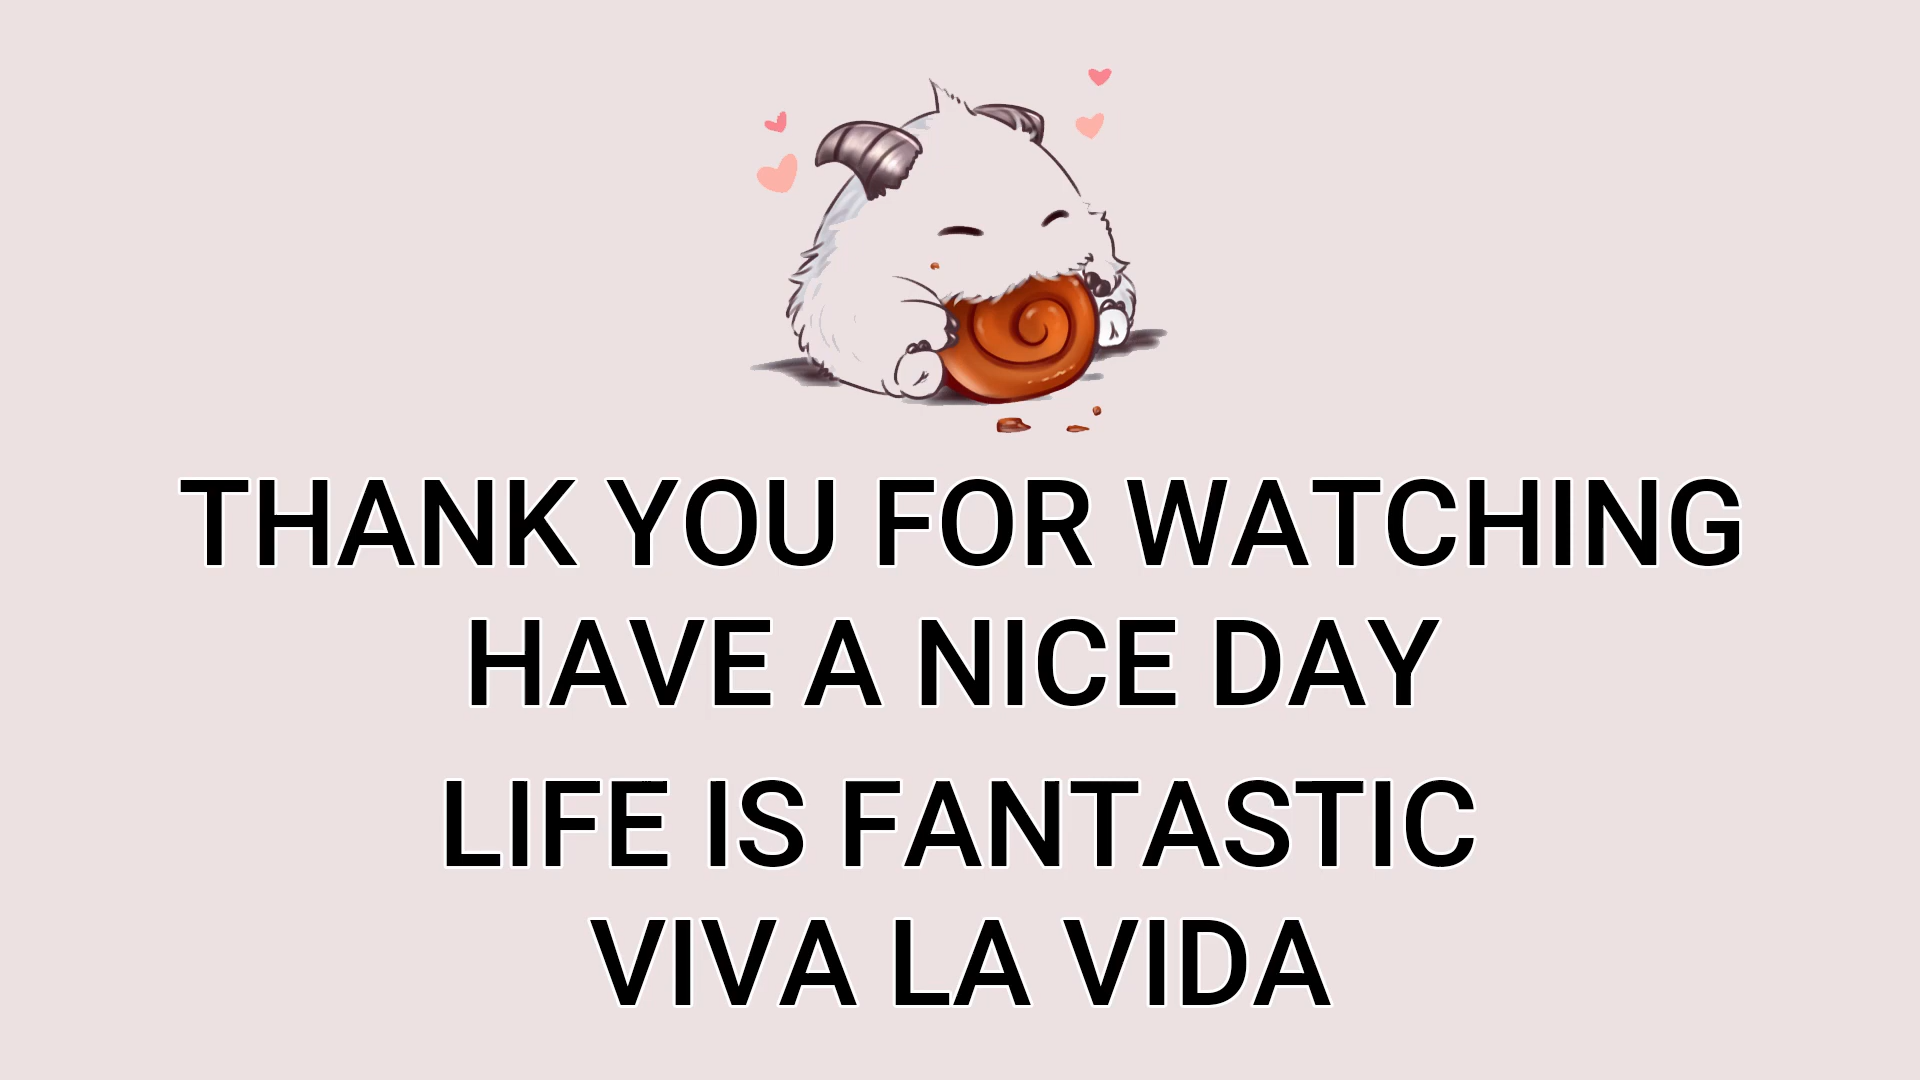 THANK YOU FOR WATCHING
HAVE A NICE DAY
LIFE IS FANTASTIC
VIVA LA VIDA